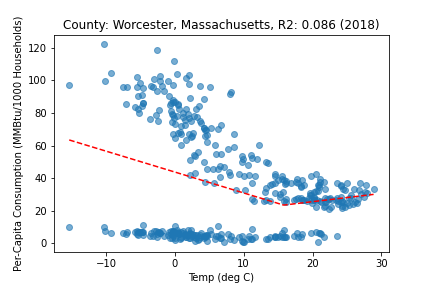 County: Worcester, Massachusetts, R2: 0.086 (2018)
Per-Capita Consumption (MMBtu/1000 Households)
120
100
80
60
40
20
0
−10 0 10 20 30
Temp (deg C)